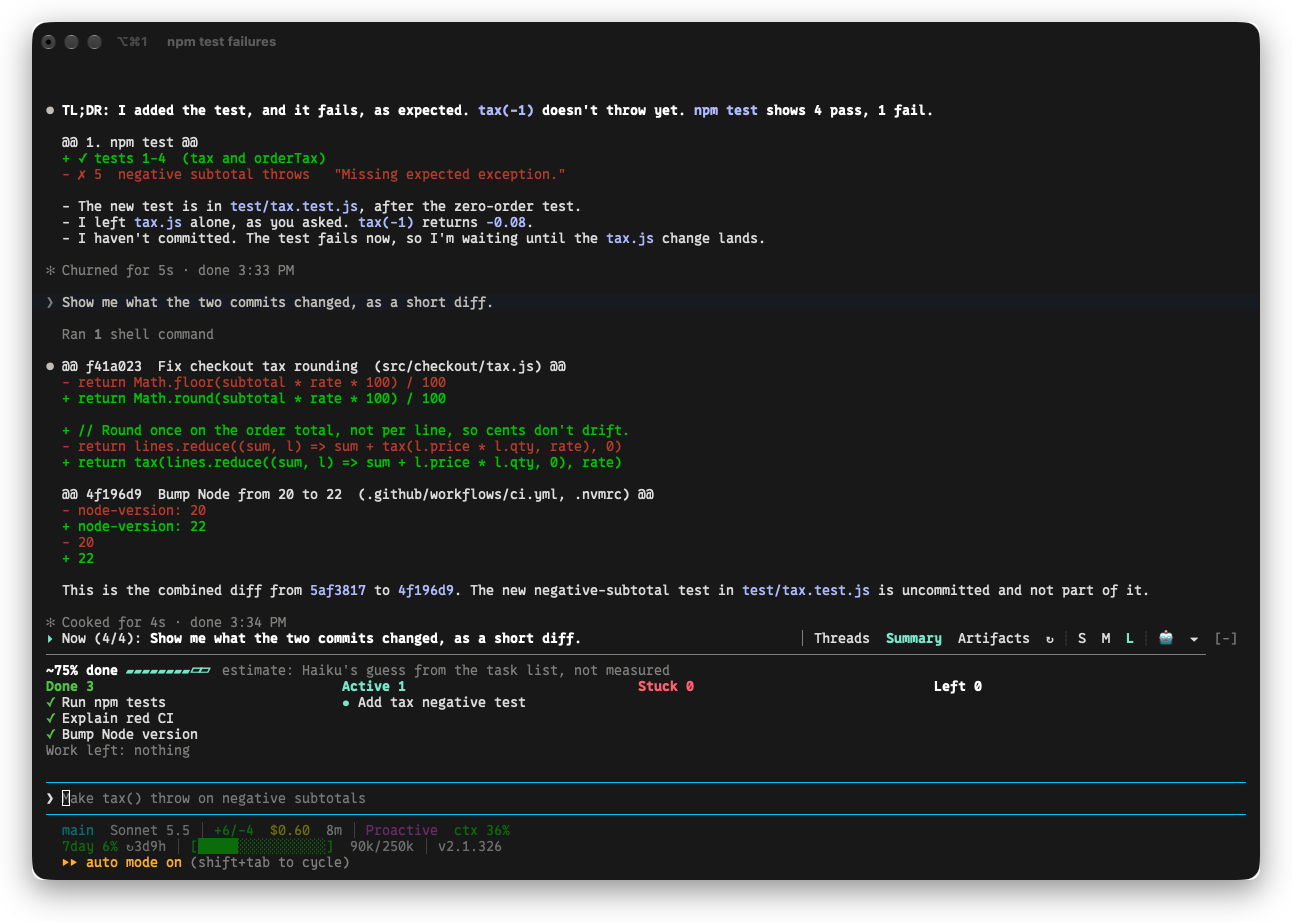 ⌥⌘1 npm test failures
● TL;DR: I added the test, and it fails, as expected. tax(-1) doesn't throw yet. npm test shows 4 pass, 1 fail.
@@ 1. npm test @@
+ ✓ tests 1-4  (tax and orderTax)
- ✗ 5  negative subtotal throws   "Missing expected exception."
- The new test is in test/tax.test.js, after the zero-order test.
- I left tax.js alone, as you asked. tax(-1) returns -0.08.
- I haven't committed. The test fails now, so I'm waiting until the tax.js change lands.
✻ Churned for 5s · done 3:33 PM
❯ Show me what the two commits changed, as a short diff.
Ran 1 shell command
● @@ f41a023  Fix checkout tax rounding  (src/checkout/tax.js) @@
- return Math.floor(subtotal * rate * 100) / 100
+ return Math.round(subtotal * rate * 100) / 100
+ // Round once on the order total, not per line, so cents don't drift.
- return lines.reduce((sum, l) => sum + tax(l.price * l.qty, rate), 0)
+ return tax(lines.reduce((sum, l) => sum + l.price * l.qty, 0), rate)
@@ 4f196d9  Bump Node from 20 to 22  (.github/workflows/ci.yml, .nvmrc) @@
- node-version: 20
+ node-version: 22
- 20
+ 22
This is the combined diff from 5af3817 to 4f196d9. The new negative-subtotal test in test/tax.test.js is uncommitted and not part of it.
✻ Cooked for 4s · done 3:34 PM
▸ Now (4/4): Show me what the two commits changed, as a short diff. │ Threads  Summary  Artifacts  ↻ │ S  M  L │ ▾ [-]
~75% done estimate: Haiku's guess from the task list, not measured
Done 3 Active 1 Stuck 0 Left 0
✓ Run npm tests ● Add tax negative test
✓ Explain red CI
✓ Bump Node version
Work left: nothing
❯ Make tax() throw on negative subtotals
main  Sonnet 5.5 │ +6/-4  $0.60  8m │ Proactive  ctx 36%
7day 6% ↻3d9h │ [ ] 90k/250k │ v2.1.326
▸▸ auto mode on (shift+tab to cycle)